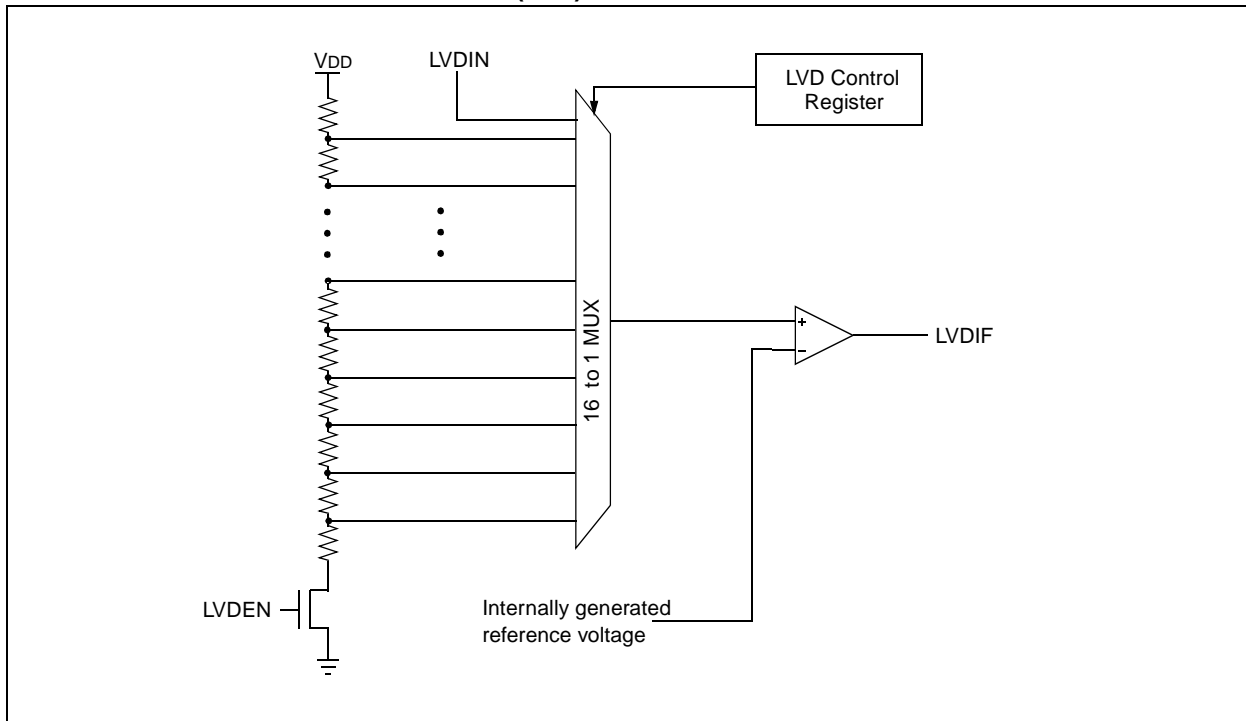 VDD
LVDIN
LVD Control
Register
16 to 1 MUX
+
−
LVDIF
LVDEN
Internally generated
reference voltage